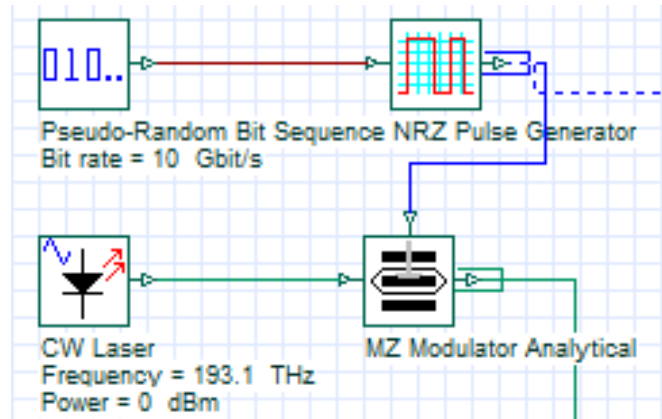 010..
Pseudo-Random Bit Sequence NRZ Pulse Generator
Bit rate = 10 Gbit/s
CW Laser
Frequency = 193.1 THz
Power = 0 dBm
MZ Modulator Analytical